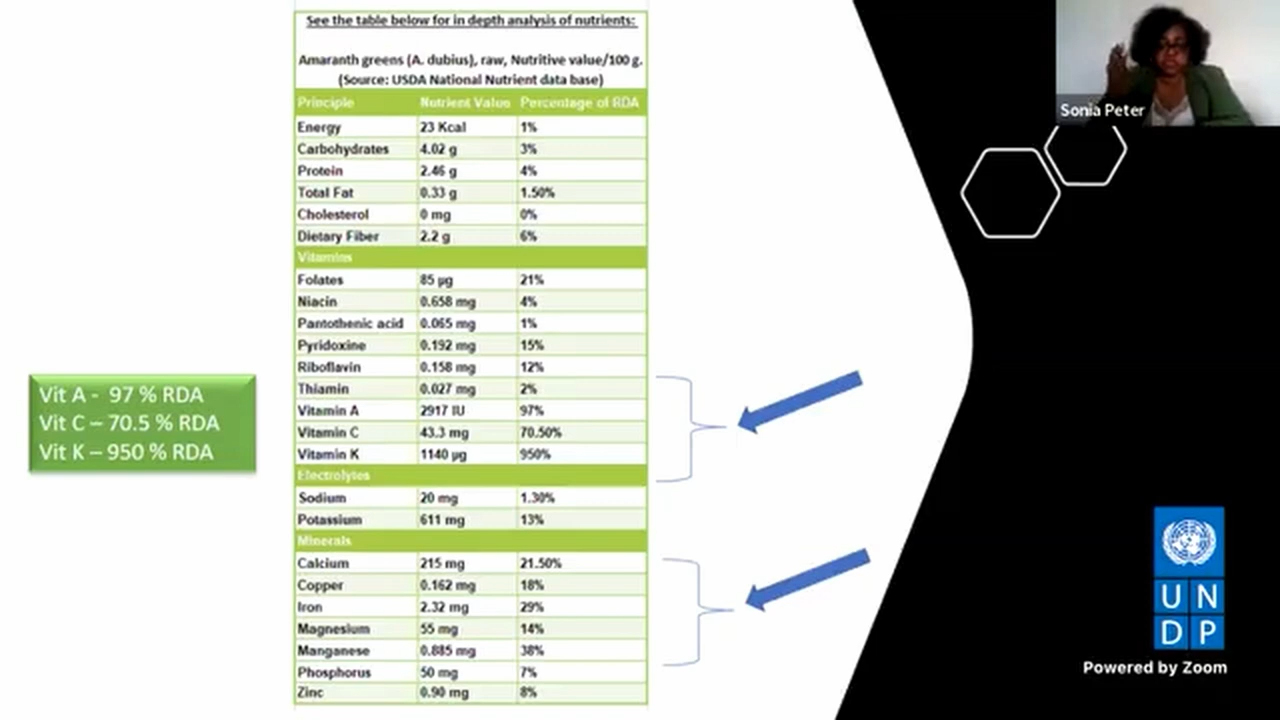 See the table below for in depth analysis of nutrients:
Amaranth greens (A. dubius), raw, Nutritive value/100 g.
(Source: USDA National Nutrient data base)
Principle Nutrient Value Percentage of RDA
Energy 23 Kcal 1%
Carbohydrates 4.02 g 3%
Protein 2.46 g 4%
Total Fat 0.33 g 1.50%
Cholesterol 0 mg 0%
Dietary Fiber 2.2 g 6%
Vitamins
Folates 85 µg 21%
Niacin 0.658 mg 4%
Pantothenic acid 0.065 mg 1%
Pyridoxine 0.192 mg 15%
Riboflavin 0.158 mg 12%
Thiamin 0.027 mg 2%
Vitamin A 2917 IU 97%
Vitamin C 43.3 mg 70.50%
Vitamin K 1140 µg 950%
Electrolytes
Sodium 20 mg 1.30%
Potassium 611 mg 13%
Minerals
Calcium 215 mg 21.50%
Copper 0.162 mg 18%
Iron 2.32 mg 29%
Magnesium 55 mg 14%
Manganese 0.885 mg 38%
Phosphorus 50 mg 7%
Zinc 0.90 mg 8%
Vit A - 97 % RDA
Vit C – 70.5 % RDA
Vit K – 950 % RDA
Sonia Peter
U N
D P
Powered by Zoom